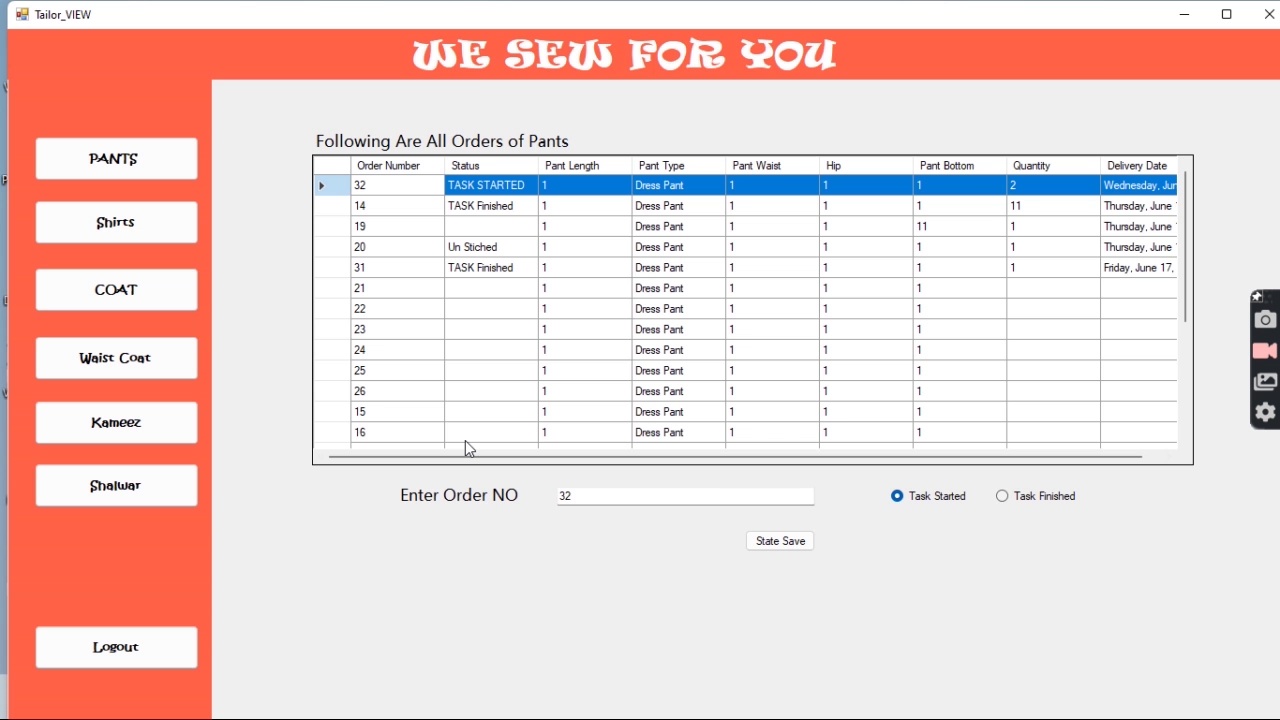 Tailor_VIEW
WE SEW FOR YOU
PANTS
Shirts
COAT
Waist Coat
Kameez
Shalwar
Logout
Following Are All Orders of Pants
Order Number Status Pant Length Pant Type Pant Waist Hip Pant Bottom Quantity Delivery Date
32 TASK STARTED 1 Dress Pant 1 1 1 2 Wednesday, Jun
14 TASK Finished 1 Dress Pant 1 1 1 11 Thursday, June
19 1 Dress Pant 1 1 11 1 Thursday, June
20 Un Stiched 1 Dress Pant 1 1 1 1 Thursday, June
31 TASK Finished 1 Dress Pant 1 1 1 1 Friday, June 17,
21 1 Dress Pant 1 1 1
22 1 Dress Pant 1 1 1
23 1 Dress Pant 1 1 1
24 1 Dress Pant 1 1 1
25 1 Dress Pant 1 1 1
26 1 Dress Pant 1 1 1
15 1 Dress Pant 1 1 1
16 1 Dress Pant 1 1 1
Enter Order NO 32 Task Started Task Finished
State Save